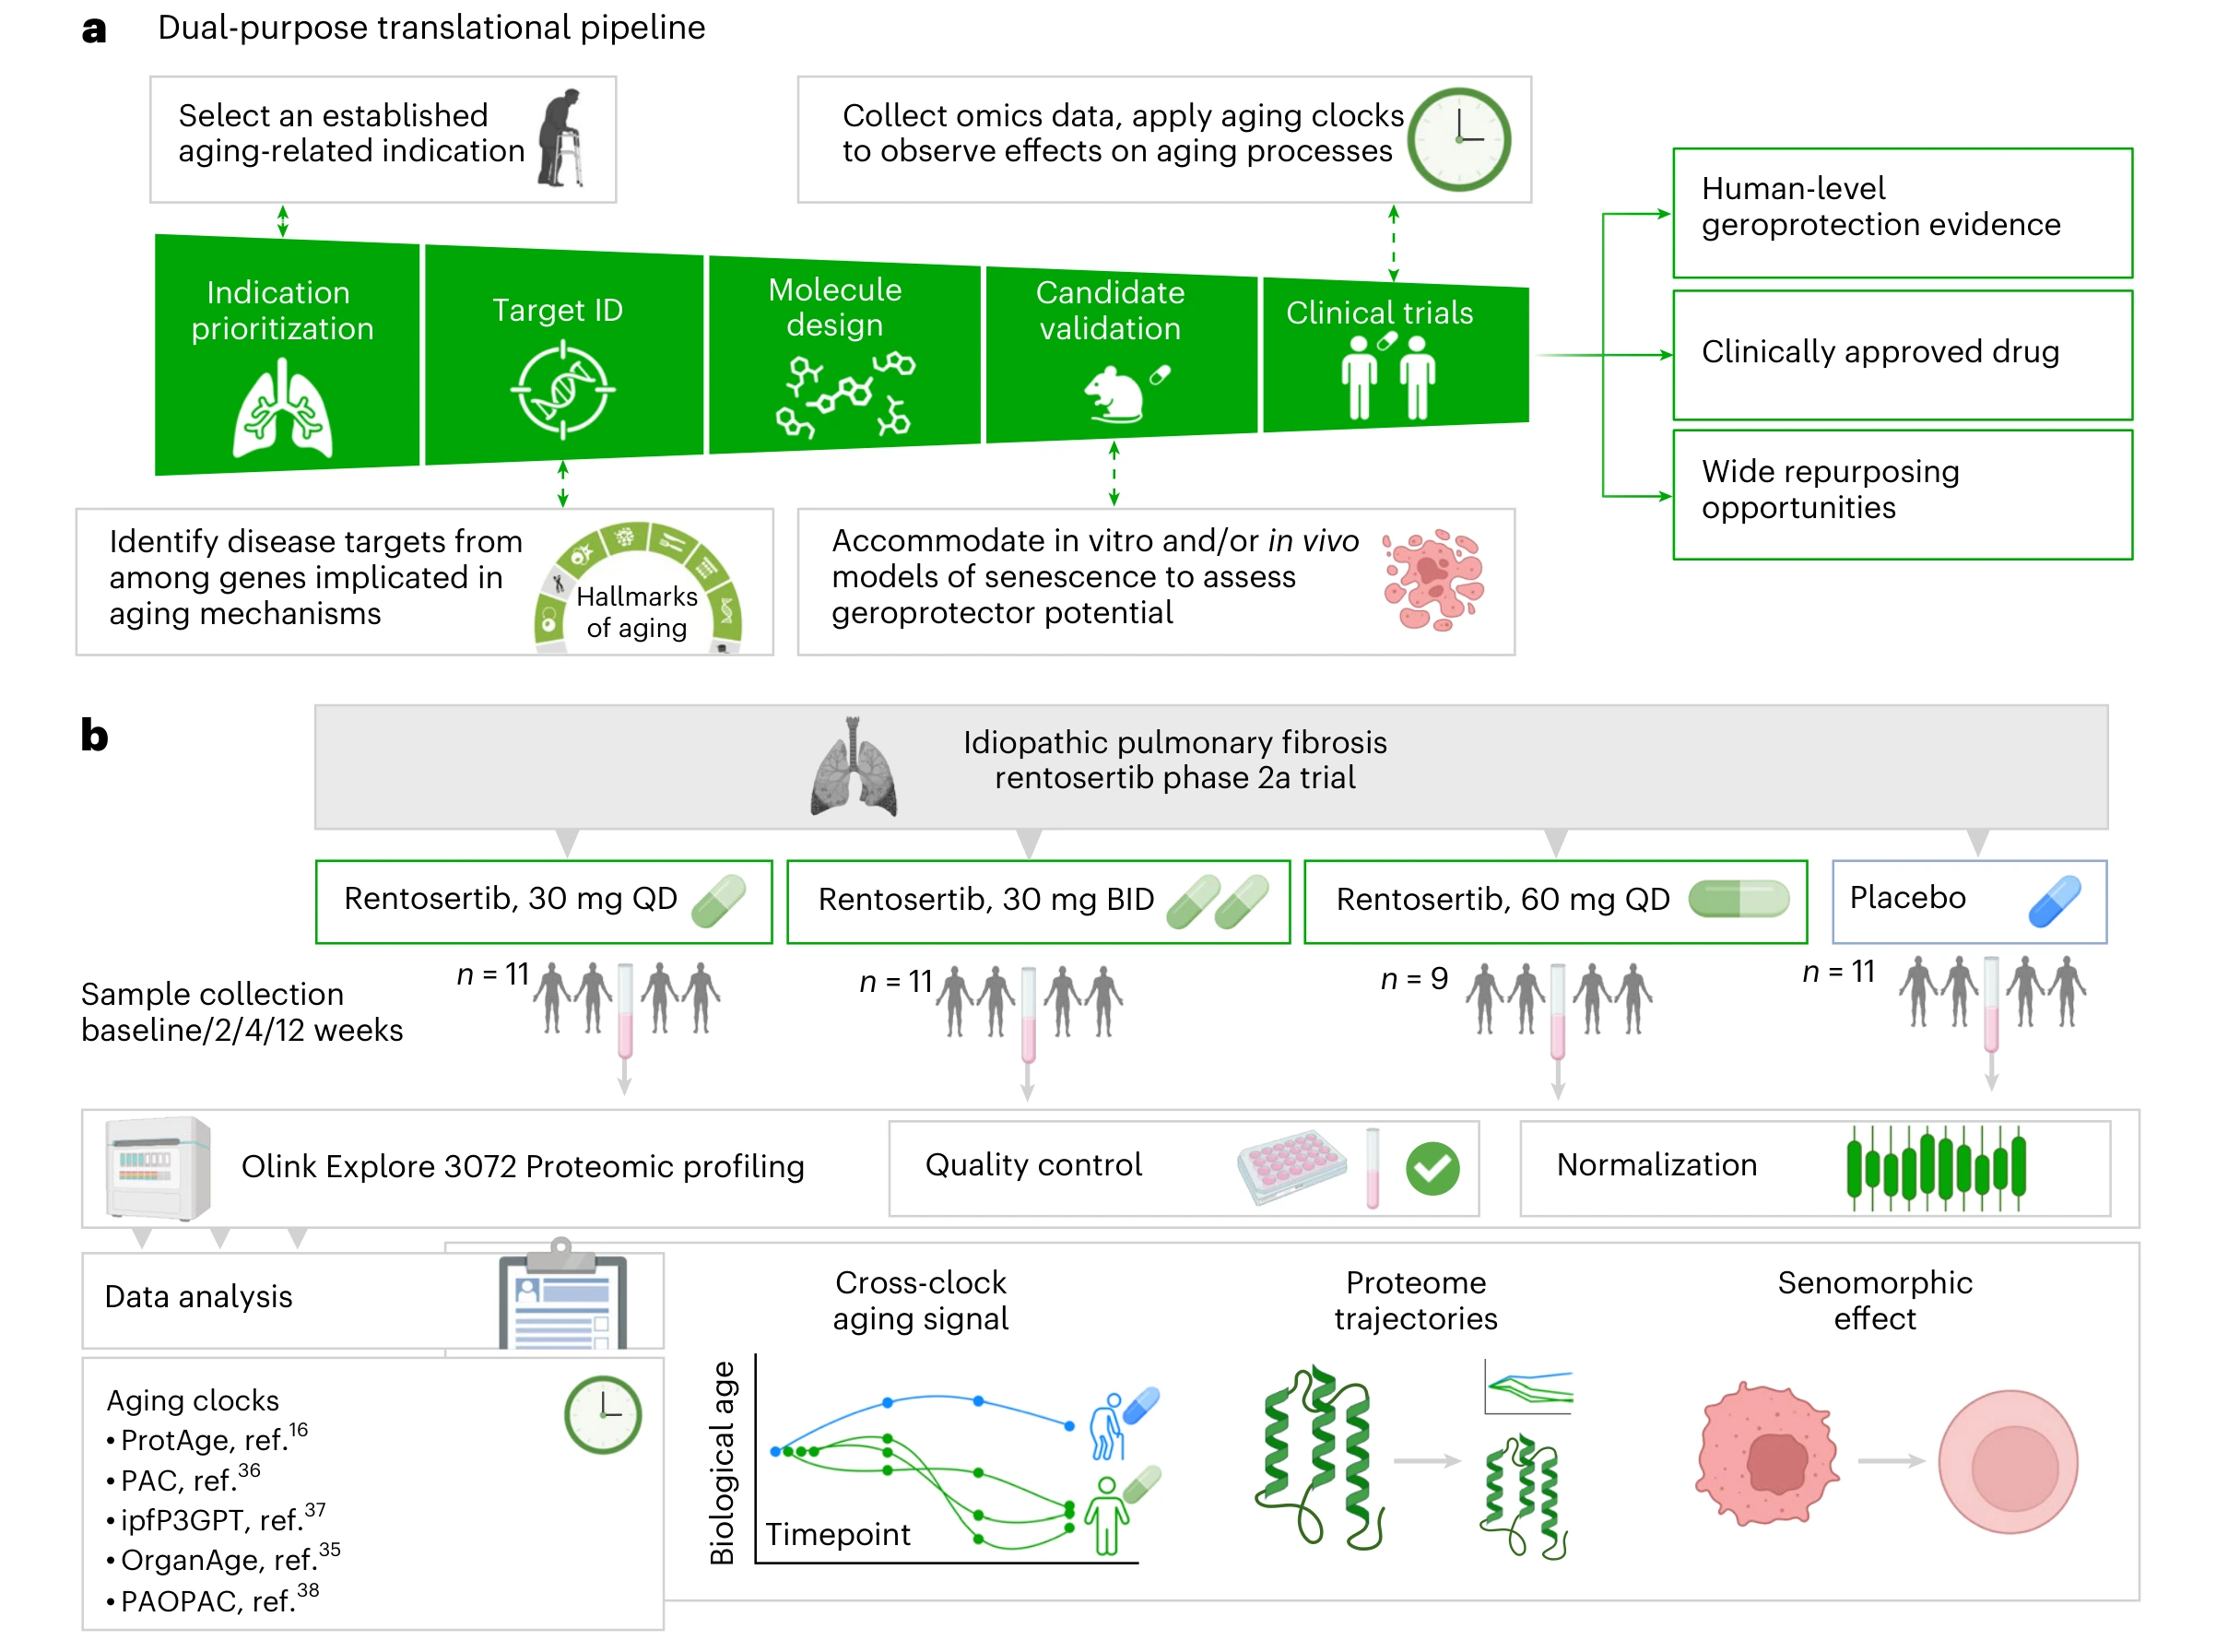 a
Dual-purpose translational pipeline
Select an established
aging-related indication
Collect omics data, apply aging clocks
to observe effects on aging processes
Indication
prioritization
Target ID
Molecule
design
Candidate
validation
Clinical trials
Human-level
geroprotection evidence
Clinically approved drug
Wide repurposing
opportunities
Identify disease targets from
among genes implicated in
aging mechanisms
Hallmarks
of aging
Accommodate in vitro and/or in vivo
models of senescence to assess
geroprotector potential
b
Idiopathic pulmonary fibrosis
rentosertib phase 2a trial
Rentosertib, 30 mg QD
Rentosertib, 30 mg BID
Rentosertib, 60 mg QD
Placebo
Sample collection
baseline/2/4/12 weeks
n = 11
n = 11
n = 9
n = 11
Olink Explore 3072 Proteomic profiling
Quality control
Normalization
Data analysis
Aging clocks
• ProtAge, ref.16
• PAC, ref.36
• ipfP3GPT, ref.37
• OrganAge, ref.35
• PAOPAC, ref.38
Cross-clock
aging signal
Biological age
Timepoint
Proteome
trajectories
Senomorphic
effect